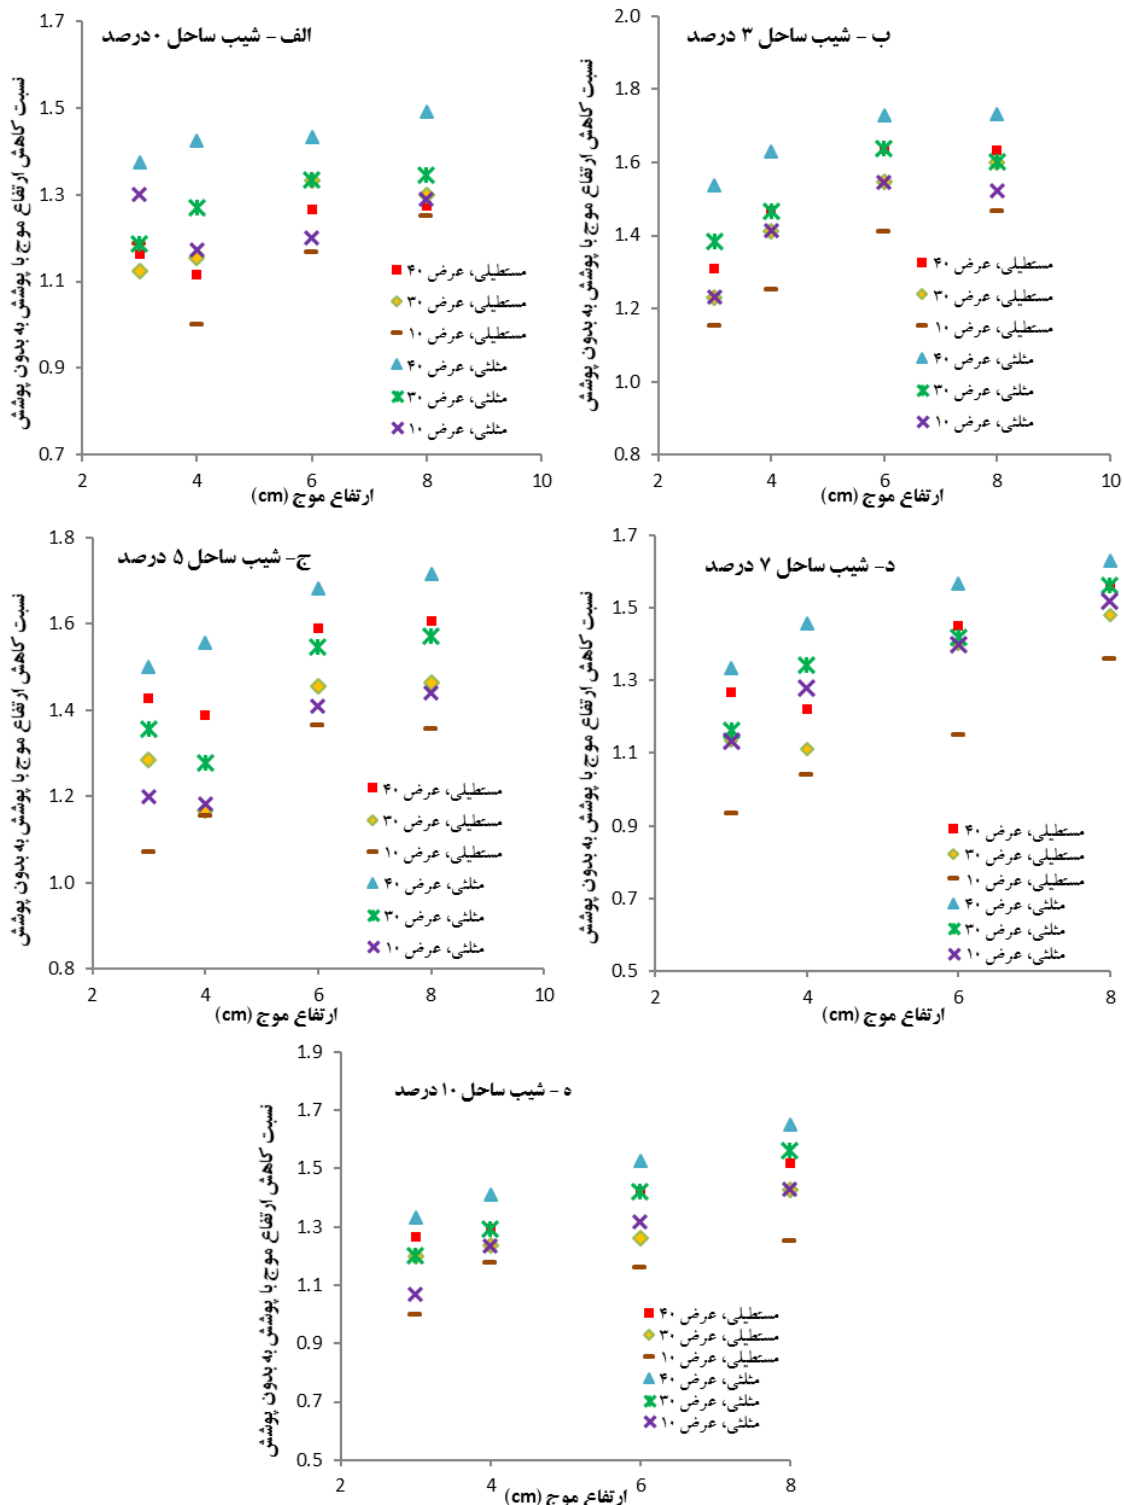 الف - شیب ساحل ۰درصد
نسبت کاهش ارتفاع موج با پوشش به بدون پوشش
1.7
1.5
1.3
1.1
0.9
0.7
مستطیلی، عرض ۴۰
مستطیلی، عرض ۳۰
مستطیلی، عرض ۱۰
مثلثی، عرض ۴۰
مثلثی، عرض ۳۰
مثلثی، عرض ۱۰
2 4 6 8 10
ارتفاع موج (cm)
ب - شیب ساحل ۳ درصد
نسبت کاهش ارتفاع موج با پوشش به بدون پوشش
2.0
1.8
1.6
1.4
1.2
1.0
0.8
مستطیلی، عرض ۴۰
مستطیلی، عرض ۳۰
مستطیلی، عرض ۱۰
مثلثی، عرض ۴۰
مثلثی، عرض ۳۰
مثلثی، عرض ۱۰
2 4 6 8 10
ارتفاع موج (cm)
ج- شیب ساحل ۵ درصد
نسبت کاهش ارتفاع موج با پوشش به بدون پوشش
1.8
1.6
1.4
1.2
1.0
0.8
مستطیلی، عرض ۴۰
مستطیلی، عرض ۳۰
مستطیلی، عرض ۱۰
مثلثی، عرض ۴۰
مثلثی، عرض ۳۰
مثلثی، عرض ۱۰
2 4 6 8 10
ارتفاع موج (cm)
د- شیب ساحل ۷ درصد
نسبت کاهش ارتفاع موج با پوشش به بدون پوشش
1.7
1.5
1.3
1.1
0.9
0.7
0.5
مستطیلی، عرض ۴۰
مستطیلی، عرض ۳۰
مستطیلی، عرض ۱۰
مثلثی، عرض ۴۰
مثلثی، عرض ۳۰
مثلثی، عرض ۱۰
2 4 6 8
ارتفاع موج (cm)
ه - شیب ساحل ۱۰ درصد
نسبت کاهش ارتفاع موج با پوشش به بدون پوشش
1.9
1.7
1.5
1.3
1.1
0.9
0.7
0.5
مستطیلی، عرض ۴۰
مستطیلی، عرض ۳۰
مستطیلی، عرض ۱۰
مثلثی، عرض ۴۰
مثلثی، عرض ۳۰
مثلثی، عرض ۱۰
2 4 6 8
ارتفاع موج (cm)